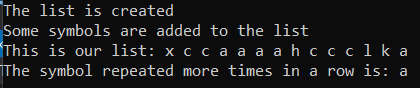 The list is created
Some symbols are added to the list
This is our list: x c c a a a a h c c c l k a
The symbol repeated more times in a row is: a